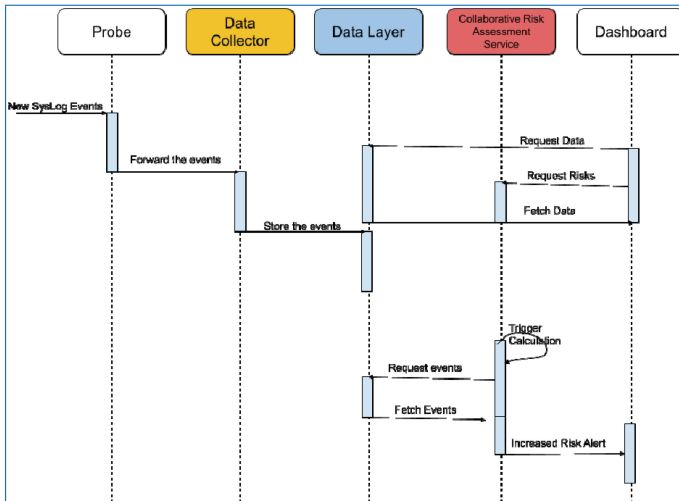 Probe
Data
Collector
Data Layer
Collaborative Risk
Assessment
Service
Dashboard
New SysLog Events
Request Data
Forward the events
Request Risks
Fetch Data
Store the events
Trigger
Calculation
Request events
Fetch Events
Increased Risk Alert